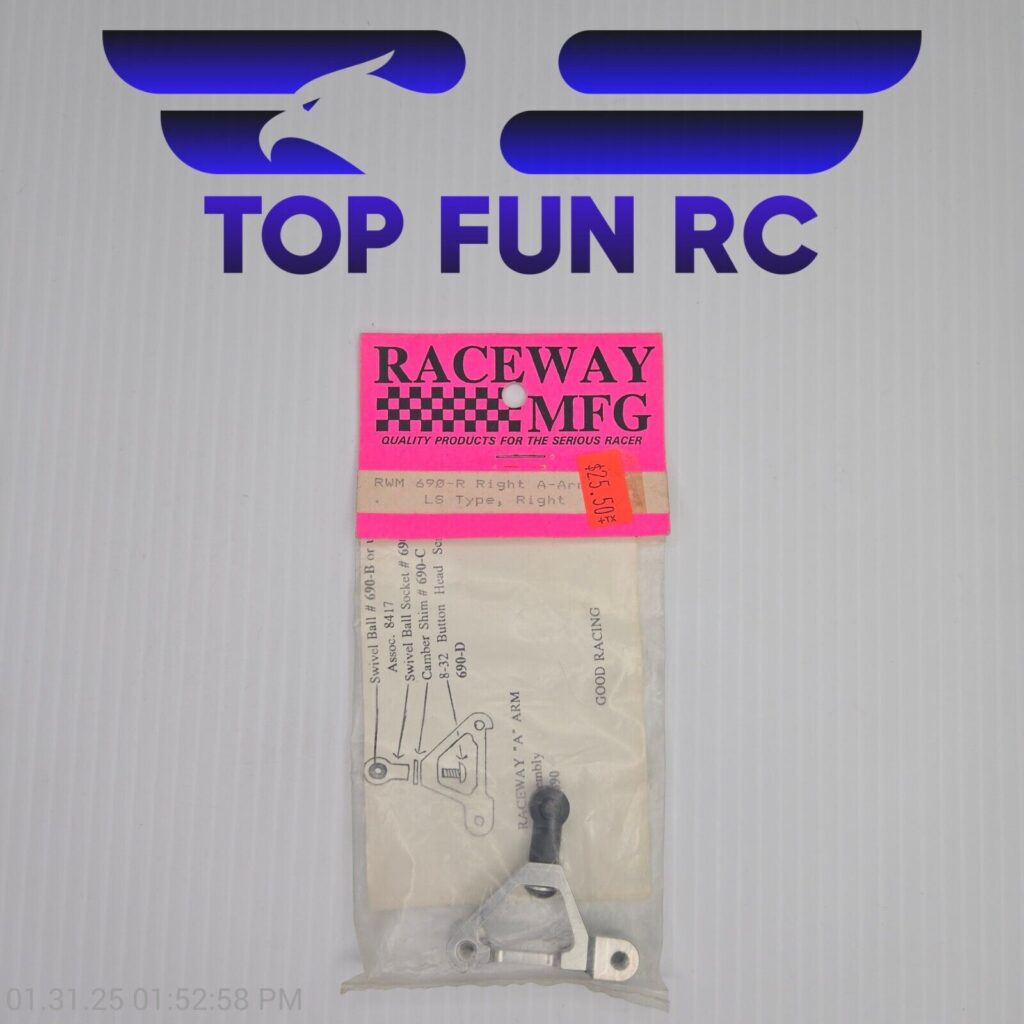 TOP FUN RC
RACEWAY
MFG
QUALITY PRODUCTS FOR THE SERIOUS RACER
RWM 690-R Right
LS Type, Right
$25.50
+TX
Swivel Ball # 690-B or
Assoc. 8417
Swivel Ball Socket #
Camber Shim # 690-C
8-32 Button Head
690-D
RACEWAY "A" ARM
GOOD RACING
01.31.25 01:52:58 PM